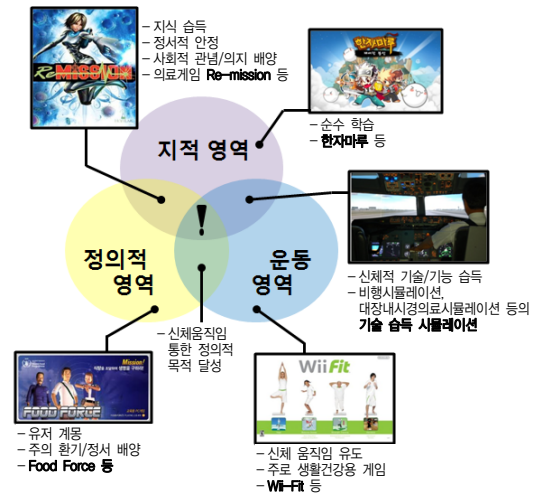 – 지식 습득
– 정서적 안정
– 사회적 관념/의지 배양
– 의료게임 Re-mission 등
Re-MISSION
한자마루
– 순수 학습
– 한자마루 등
지적 영역
!
정의적
영역
운동
영역
– 신체적 기술/기능 습득
– 비행시뮬레이션,
대장내시경의료시뮬레이션 등의
기술 습득 시뮬레이션
– 신체움직임
통한 정의적
목적 달성
Mission!
FOOD FORCE
– 유저 계몽
– 주의 환기/정서 배양
– Food Force 등
Wii Fit
– 신체 움직임 유도
– 주로 생활건강용 게임
– Wii-Fit 등